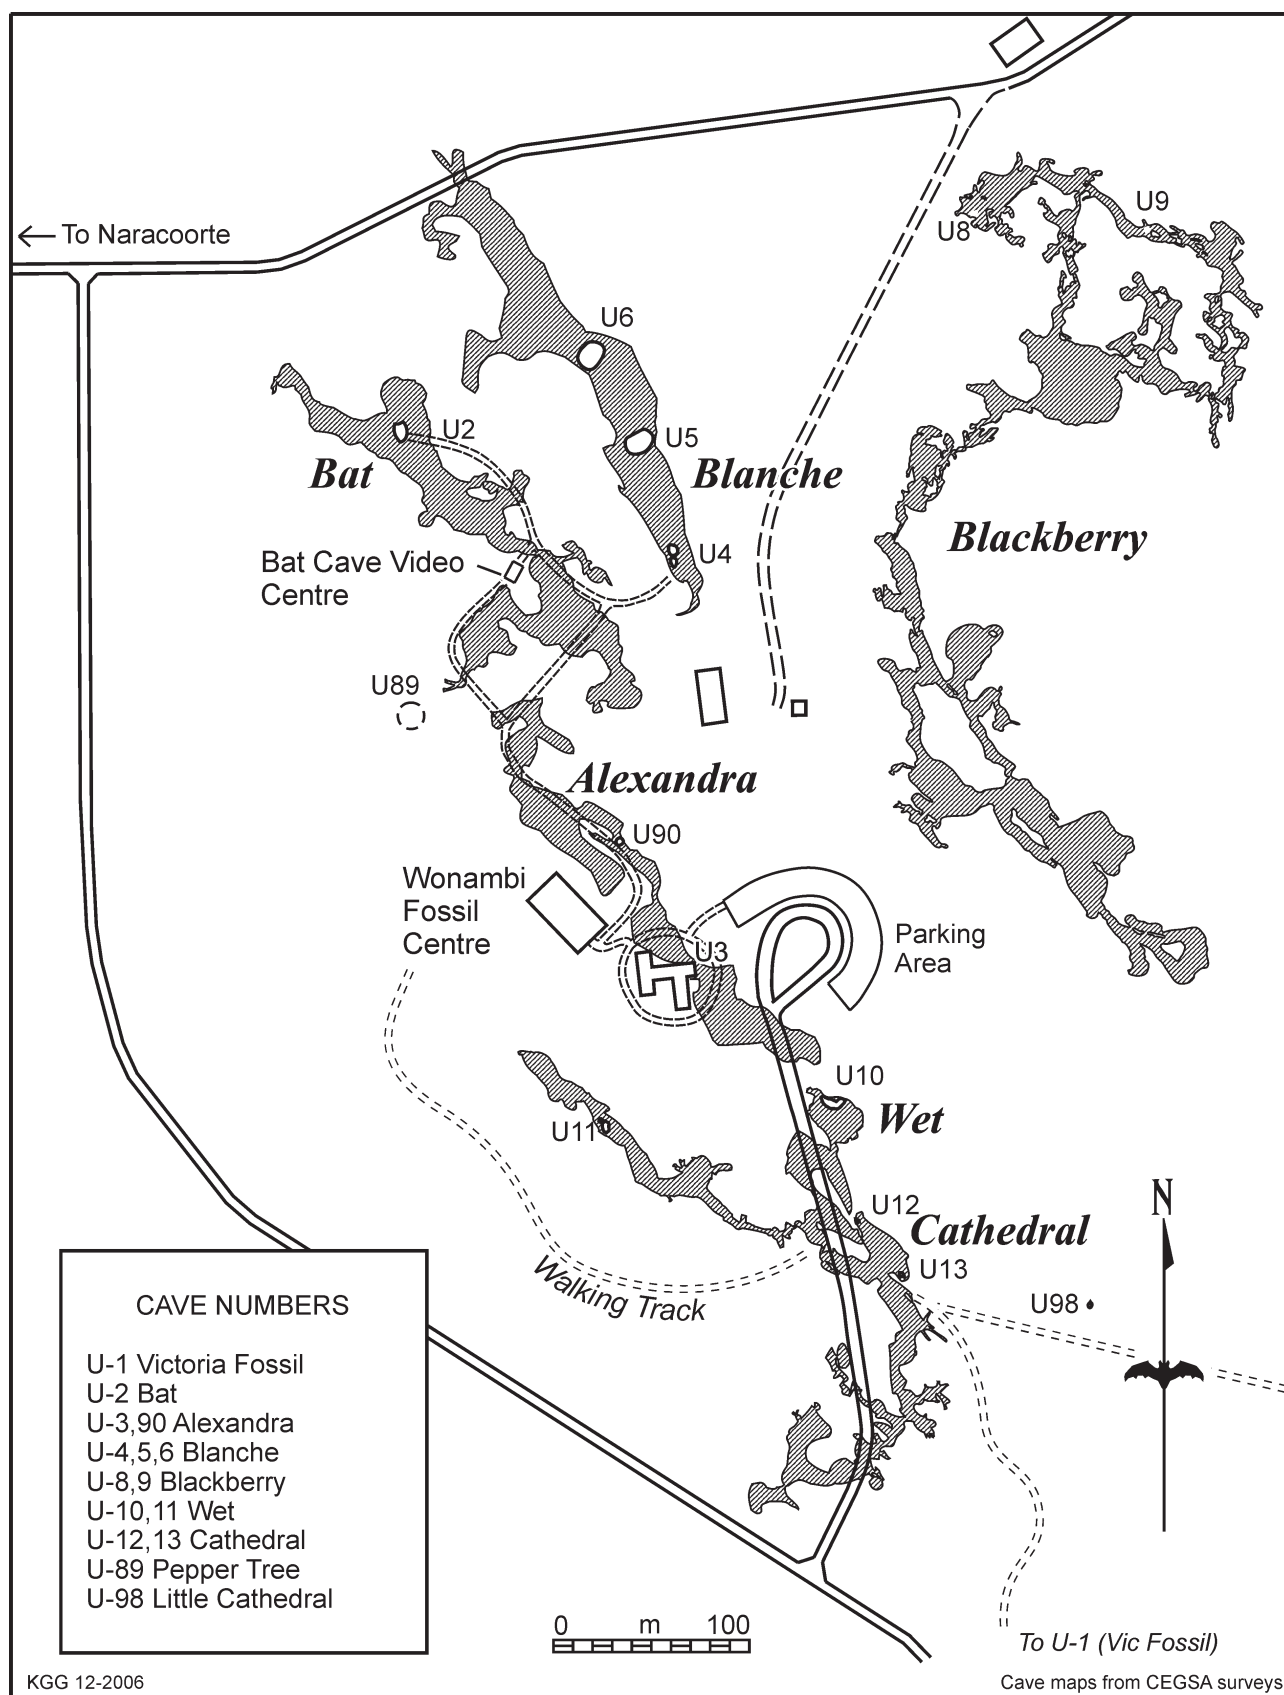 U9
U8
To Naracoorte
U6
U2
U5
Bat
Blanche
Blackberry
U4
Bat Cave Video
Centre
U89
Alexandra
U90
Wonambi
Fossil
Centre
Parking
Area
U3
U10
Wet
U11
N
U12
Cathedral
U13
U98
Walking Track
CAVE NUMBERS
U-1 Victoria Fossil
U-2 Bat
U-3,90 Alexandra
U-4,5,6 Blanche
U-8,9 Blackberry
U-10,11 Wet
U-12,13 Cathedral
U-89 Pepper Tree
U-98 Little Cathedral
0 m 100
To U-1 (Vic Fossil)
KGG 12-2006
Cave maps from CEGSA surveys